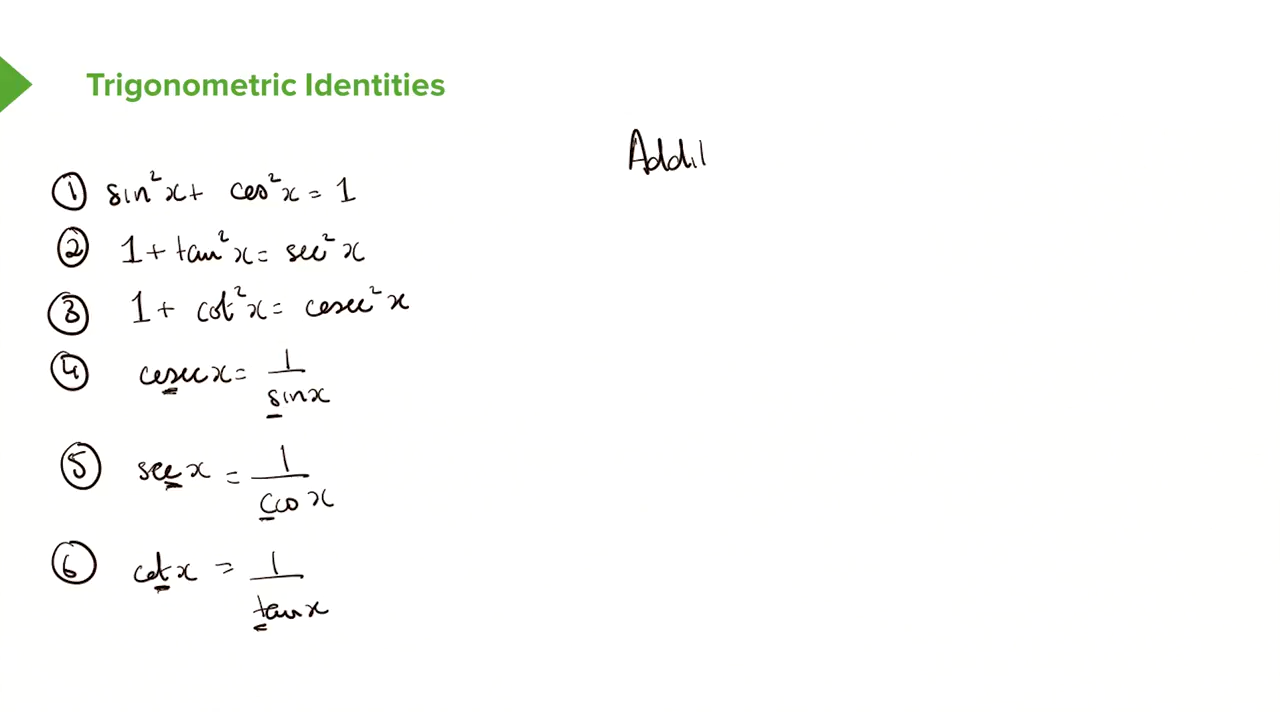 Trigonometric Identities
① sin²x + cos²x = 1
② 1 + tan²x = sec²x
③ 1 + cot²x = cosec²x
④ cosec x = 1/sin x
⑤ sec x = 1/cos x
⑥ cot x = 1/tan x
Addi